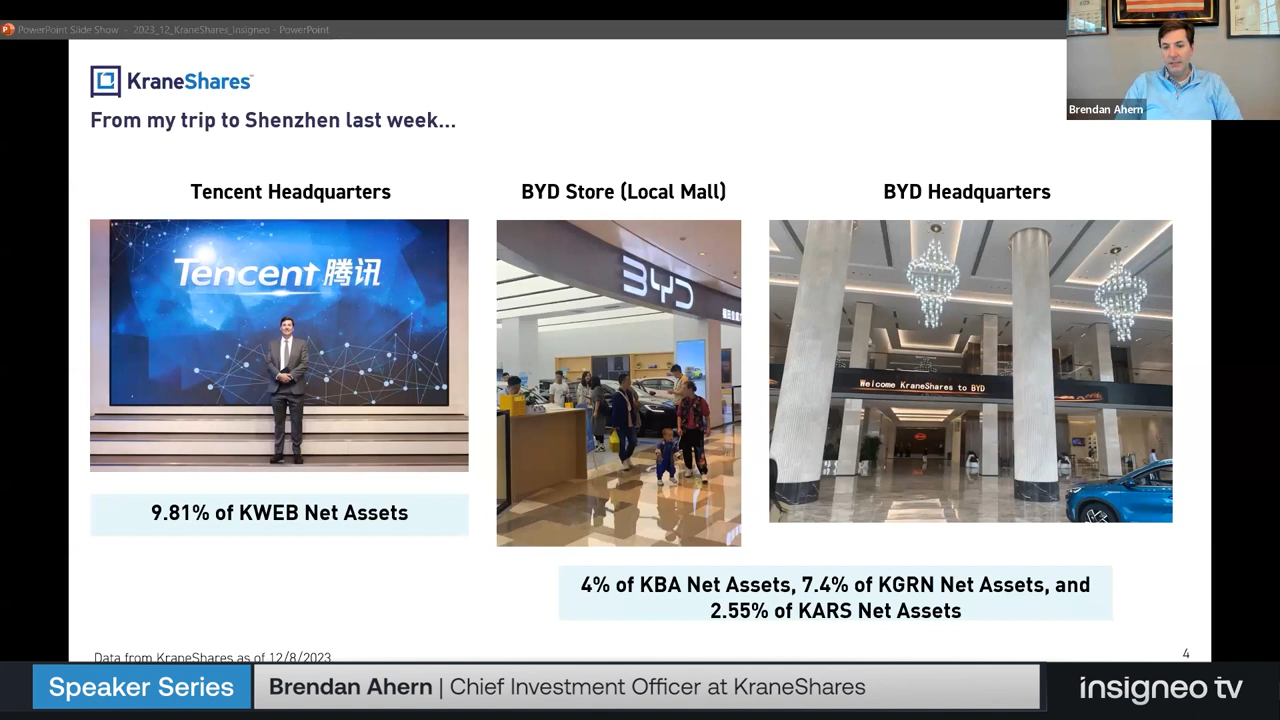 PowerPoint Slide Show - 2023_12_KraneShares_Insigneo - PowerPoint
Brendan Ahern
KraneShares
From my trip to Shenzhen last week...
Tencent Headquarters
BYD Store (Local Mall)
BYD Headquarters
Tencent 腾讯
BYD
Welcome KraneShares to BYD
9.81% of KWEB Net Assets
4% of KBA Net Assets, 7.4% of KGRN Net Assets, and
2.55% of KARS Net Assets
Data from KraneShares as of 12/8/2023
4
Speaker Series
Brendan Ahern | Chief Investment Officer at KraneShares
insigneo tv